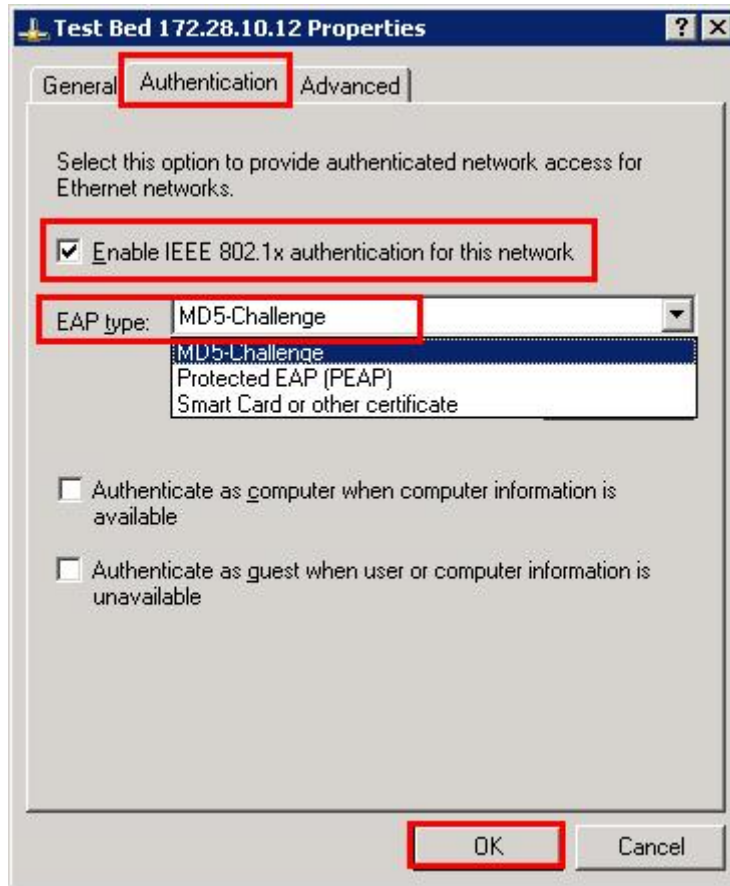 Test Bed 172.28.10.12 Properties
General Authentication Advanced
Select this option to provide authenticated network access for
Ethernet networks.
Enable IEEE 802.1x authentication for this network
EAP type: MD5-Challenge
MD5-Challenge
Protected EAP (PEAP)
Smart Card or other certificate
Authenticate as computer when computer information is
available
Authenticate as guest when user or computer information is
unavailable
OK Cancel